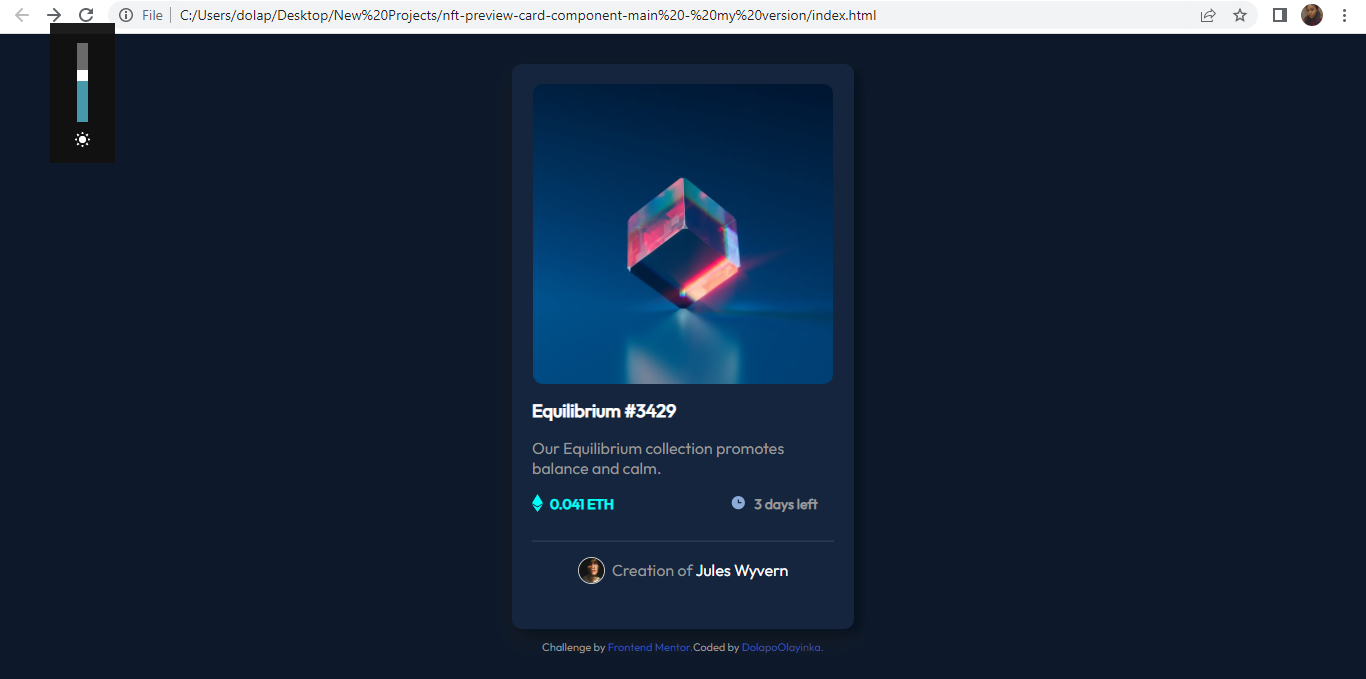 File C:/Users/dolap/Desktop/New%20Projects/nft-preview-card-component-main%20-%20my%20version/index.html
Equilibrium #3429
Our Equilibrium collection promotes
balance and calm.
0.041 ETH 3 days left
Creation of Jules Wyvern
Challenge by Frontend Mentor.Coded by DolapoOlayinka.